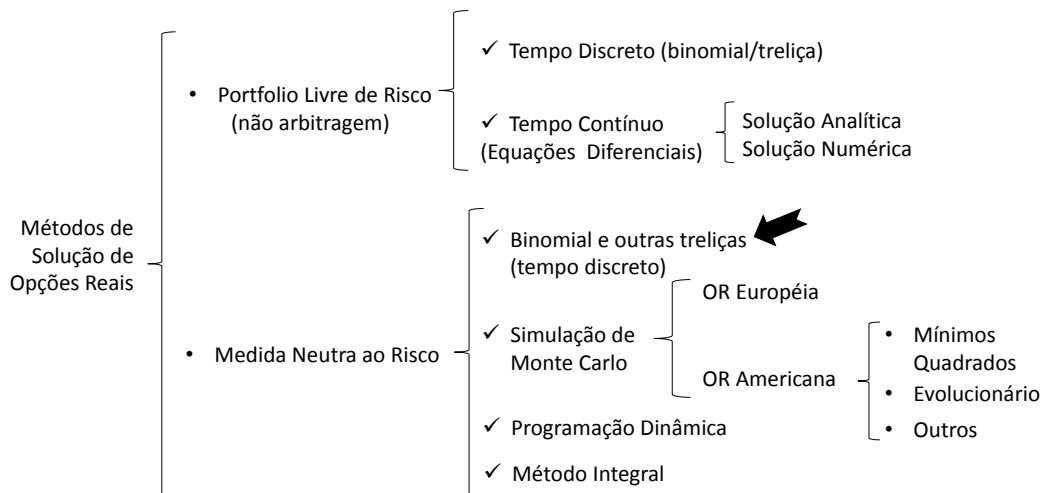 Métodos de
Solução de
Opções Reais
• Portfolio Livre de Risco
(não arbitragem)
✓ Tempo Discreto (binomial/treliça)
✓ Tempo Contínuo
(Equações Diferenciais)
Solução Analítica
Solução Numérica
• Medida Neutra ao Risco
✓ Binomial e outras treliças
(tempo discreto)
✓ Simulação de
Monte Carlo
OR Européia
OR Americana
• Mínimos
Quadrados
• Evolucionário
• Outros
✓ Programação Dinâmica
✓ Método Integral